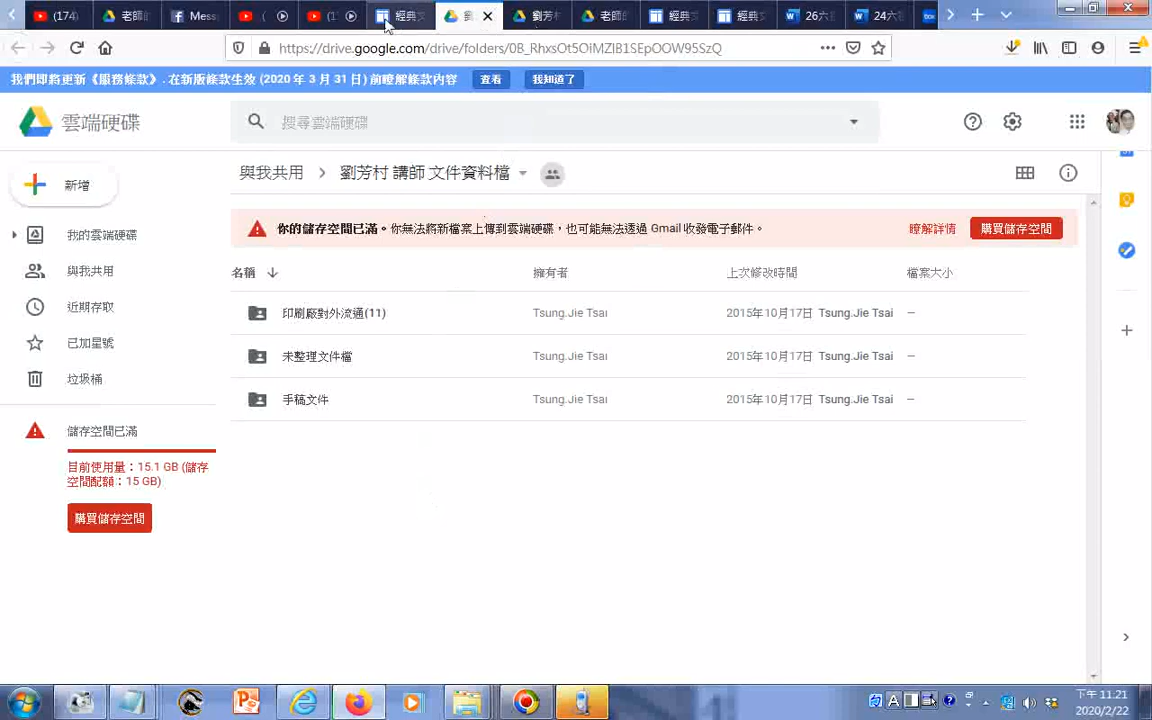 (174)
老師的
Mess
(
(1
經典文
劉
劉芳村
老師的
經典文
經典文
26六
24六
https://drive.google.com/drive/folders/0B_RhxsOt5OiMZlB1SEpOOW95SzQ
我們即將更新《服務條款》. 在新版條款生效 (2020 年 3 月 31 日) 前瞭解條款內容
查看
我知道了
雲端硬碟
搜尋雲端硬碟
新增
與我共用
劉芳村 講師 文件資料檔
你的儲存空間已滿。你無法將新檔案上傳到雲端硬碟，也可能無法透過 Gmail 收發電子郵件。
瞭解詳情
購買儲存空間
我的雲端硬碟
與我共用
近期存取
已加星號
垃圾桶
儲存空間已滿
目前使用量：15.1 GB (儲存
空間配額：15 GB)
購買儲存空間
名稱
擁有者
上次修改時間
檔案大小
印刷廠對外流通(11)
Tsung.Jie Tsai
2015年10月17日 Tsung.Jie Tsai
—
未整理文件檔
Tsung.Jie Tsai
2015年10月17日 Tsung.Jie Tsai
—
手稿文件
Tsung.Jie Tsai
2015年10月17日 Tsung.Jie Tsai
—
下午 11:21
2020/2/22